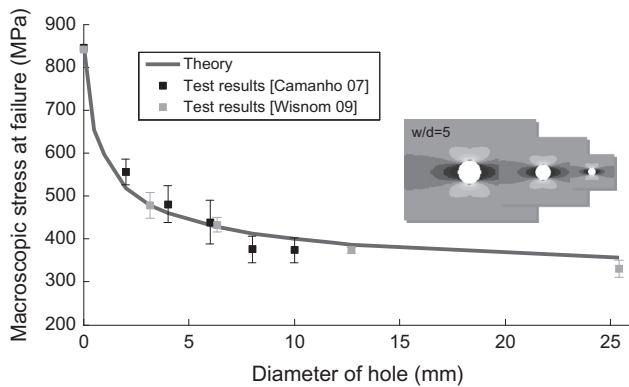 Macroscopic stress at failure (MPa)
900
800
700
600
500
400
300
200
Theory
Test results [Camanho 07]
Test results [Wisnom 09]
w/d=5
0
5
10
15
20
25
Diameter of hole (mm)